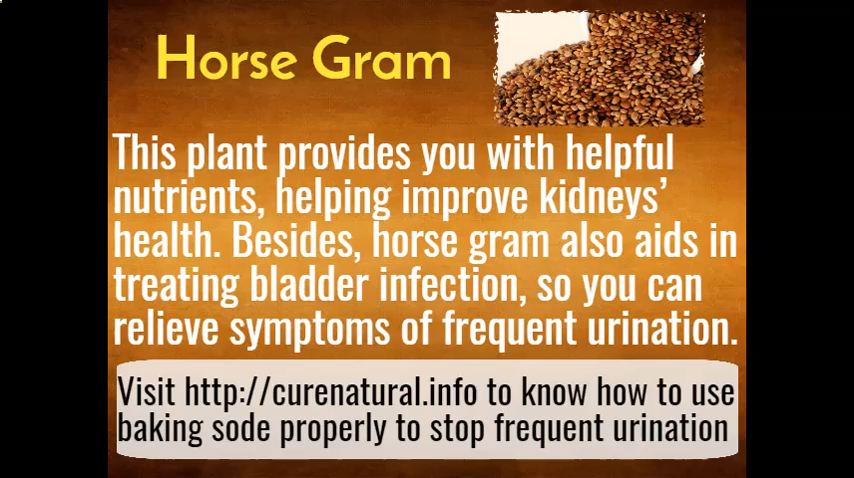 Horse Gram
This plant provides you with helpful
nutrients, helping improve kidneys’
health. Besides, horse gram also aids in
treating bladder infection, so you can
relieve symptoms of frequent urination.
Visit http://curenatural.info to know how to use
baking sode properly to stop frequent urination